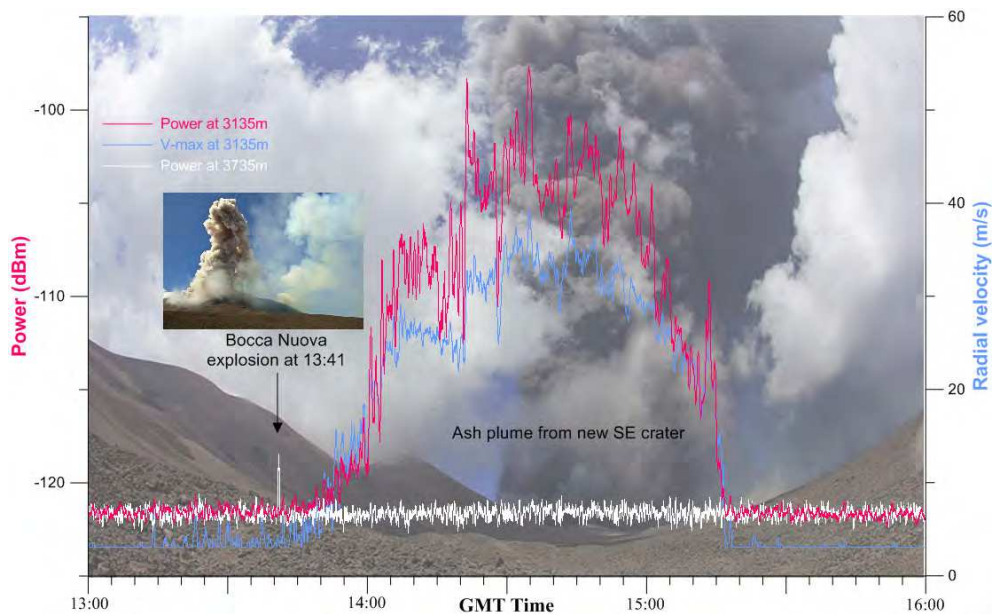 60
-100
Power at 3135m
V-max at 3135m
Power at 3735m
40
Power (dBm)
Radial velocity (m/s)
-110
Bocca Nuova
explosion at 13:41
20
Ash plume from new SE crater
-120
0
13:00
14:00
GMT Time
15:00
16:00